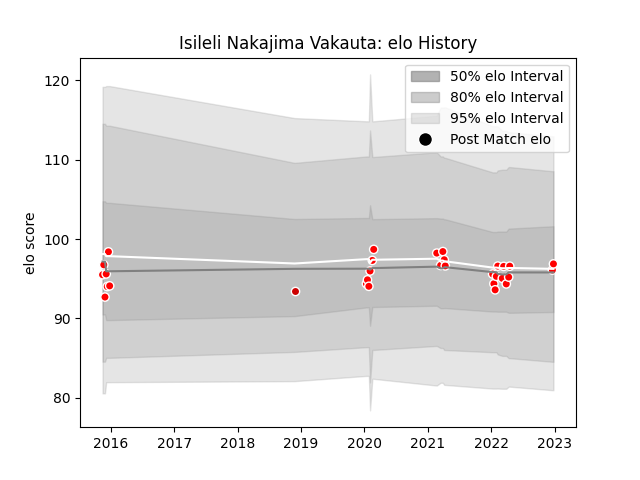 Isileli Nakajima Vakauta: elo History
50% elo Interval
80% elo Interval
95% elo Interval
Post Match elo
elo score
120
110
100
90
80
2016 2017 2018 2019 2020 2021 2022 2023